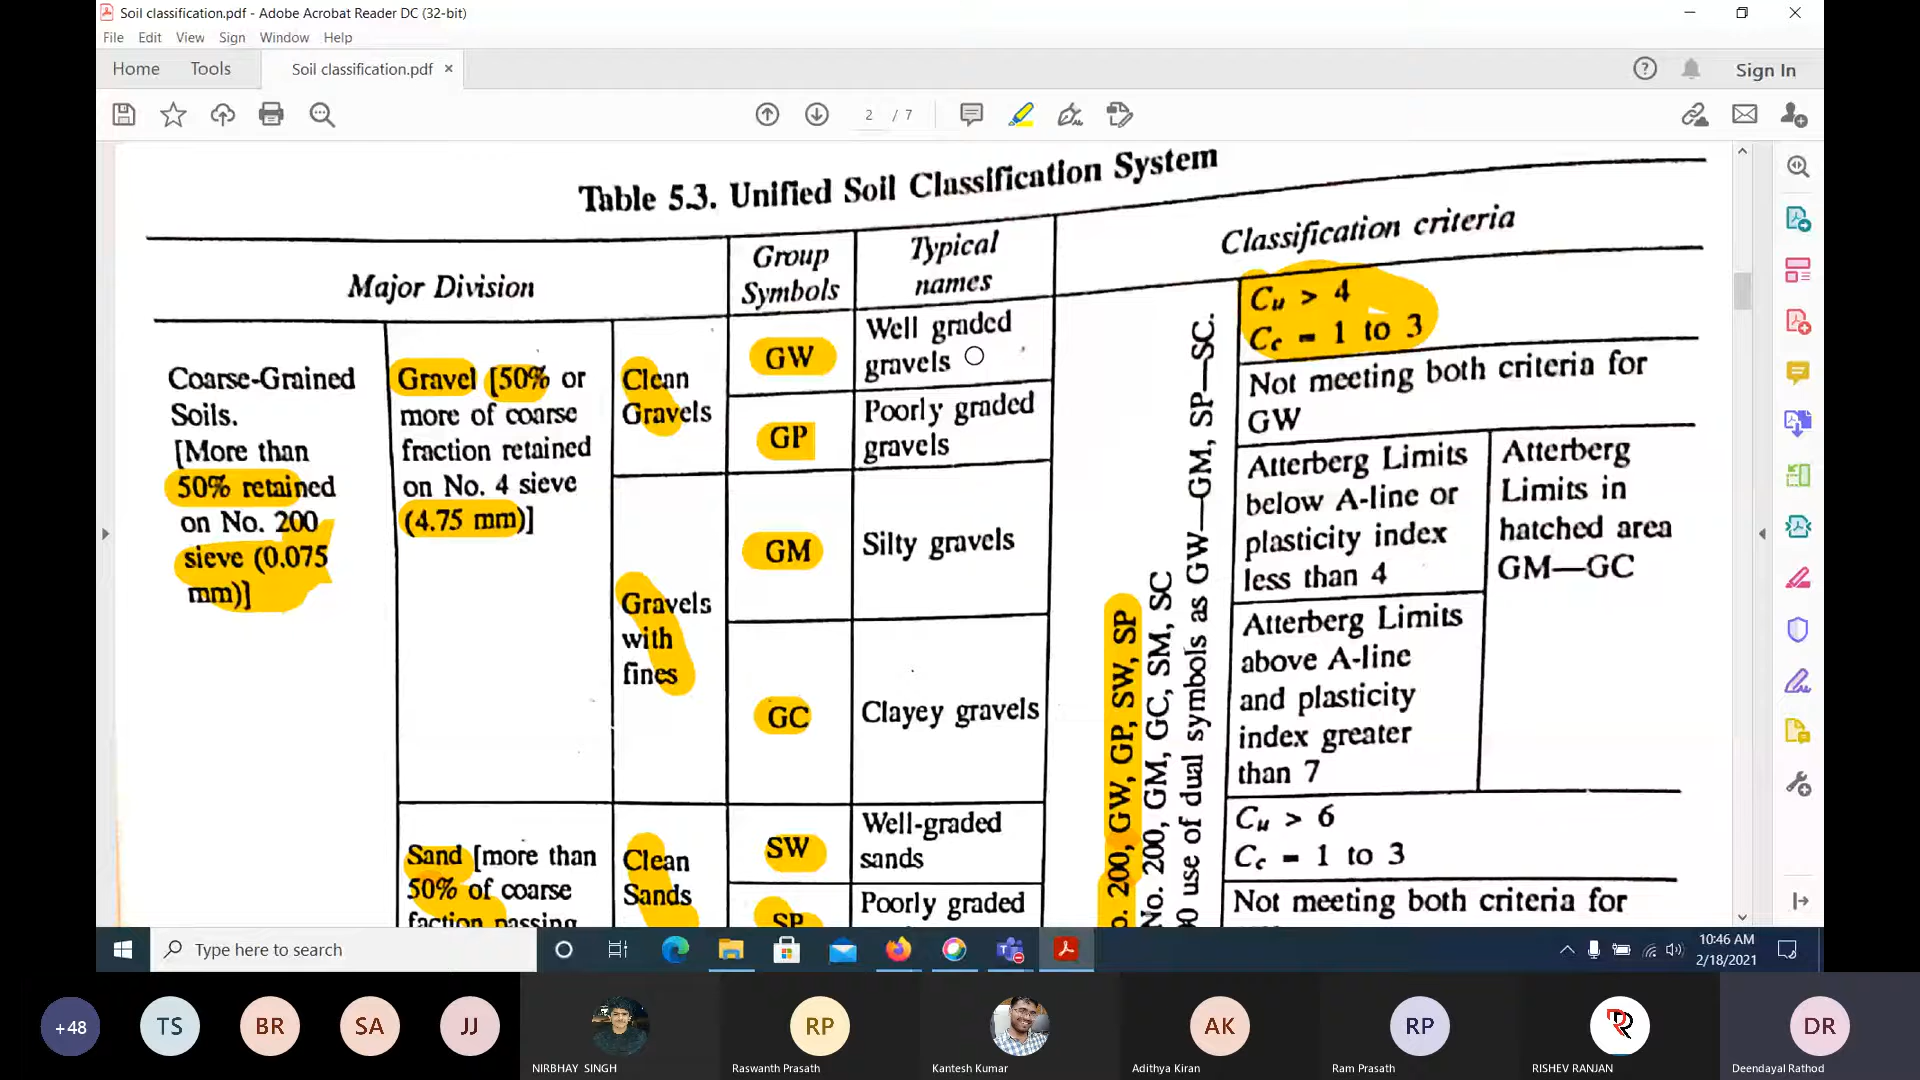 Soil classification.pdf - Adobe Acrobat Reader DC (32-bit)
File Edit View Sign Window Help
Home Tools Soil classification.pdf × Sign In
2 / 7
Table 5.3. Unified Soil Classification System
Major Division
Group
Symbols
Typical
names
Classification criteria
Coarse-Grained
Soils.
[More than
50% retained
on No. 200
sieve (0.075
mm)]
Gravel [50% or
more of coarse
fraction retained
on No. 4 sieve
(4.75 mm)]
Clean
Gravels
GW
Well graded
gravels
GP
Poorly graded
gravels
Gravels
with
fines
GM
Silty gravels
GC
Clayey gravels
Sand [more than
50% of coarse
faction passing
Clean
Sands
SW
Well-graded
sands
SP
Poorly graded
200, GW, GP, SW, SP
No. 200, GM, GC, SM, SC
use of dual symbols as GW—GM, SP—SC.
Cu > 4
Cc = 1 to 3
Not meeting both criteria for
GW
Atterberg Limits
below A-line or
plasticity index
less than 4
Atterberg
Limits in
hatched area
GM—GC
Atterberg Limits
above A-line
and plasticity
index greater
than 7
Cu > 6
Cc = 1 to 3
Not meeting both criteria for
Type here to search
10:46 AM
2/18/2021
+48 TS BR SA JJ RP AK RP DR
NIRBHAY SINGH Raswanth Prasath Kantesh Kumar Adithya Kiran Ram Prasath RISHEV RANJAN Deendayal Rathod